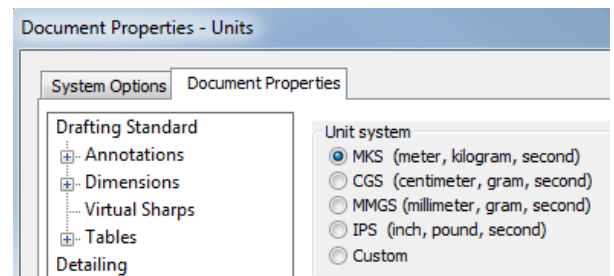 Document Properties - Units
System Options Document Properties
Drafting Standard
Annotations
Dimensions
Virtual Sharps
Tables
Detailing
Unit system
MKS (meter, kilogram, second)
CGS (centimeter, gram, second)
MMGS (millimeter, gram, second)
IPS (inch, pound, second)
Custom